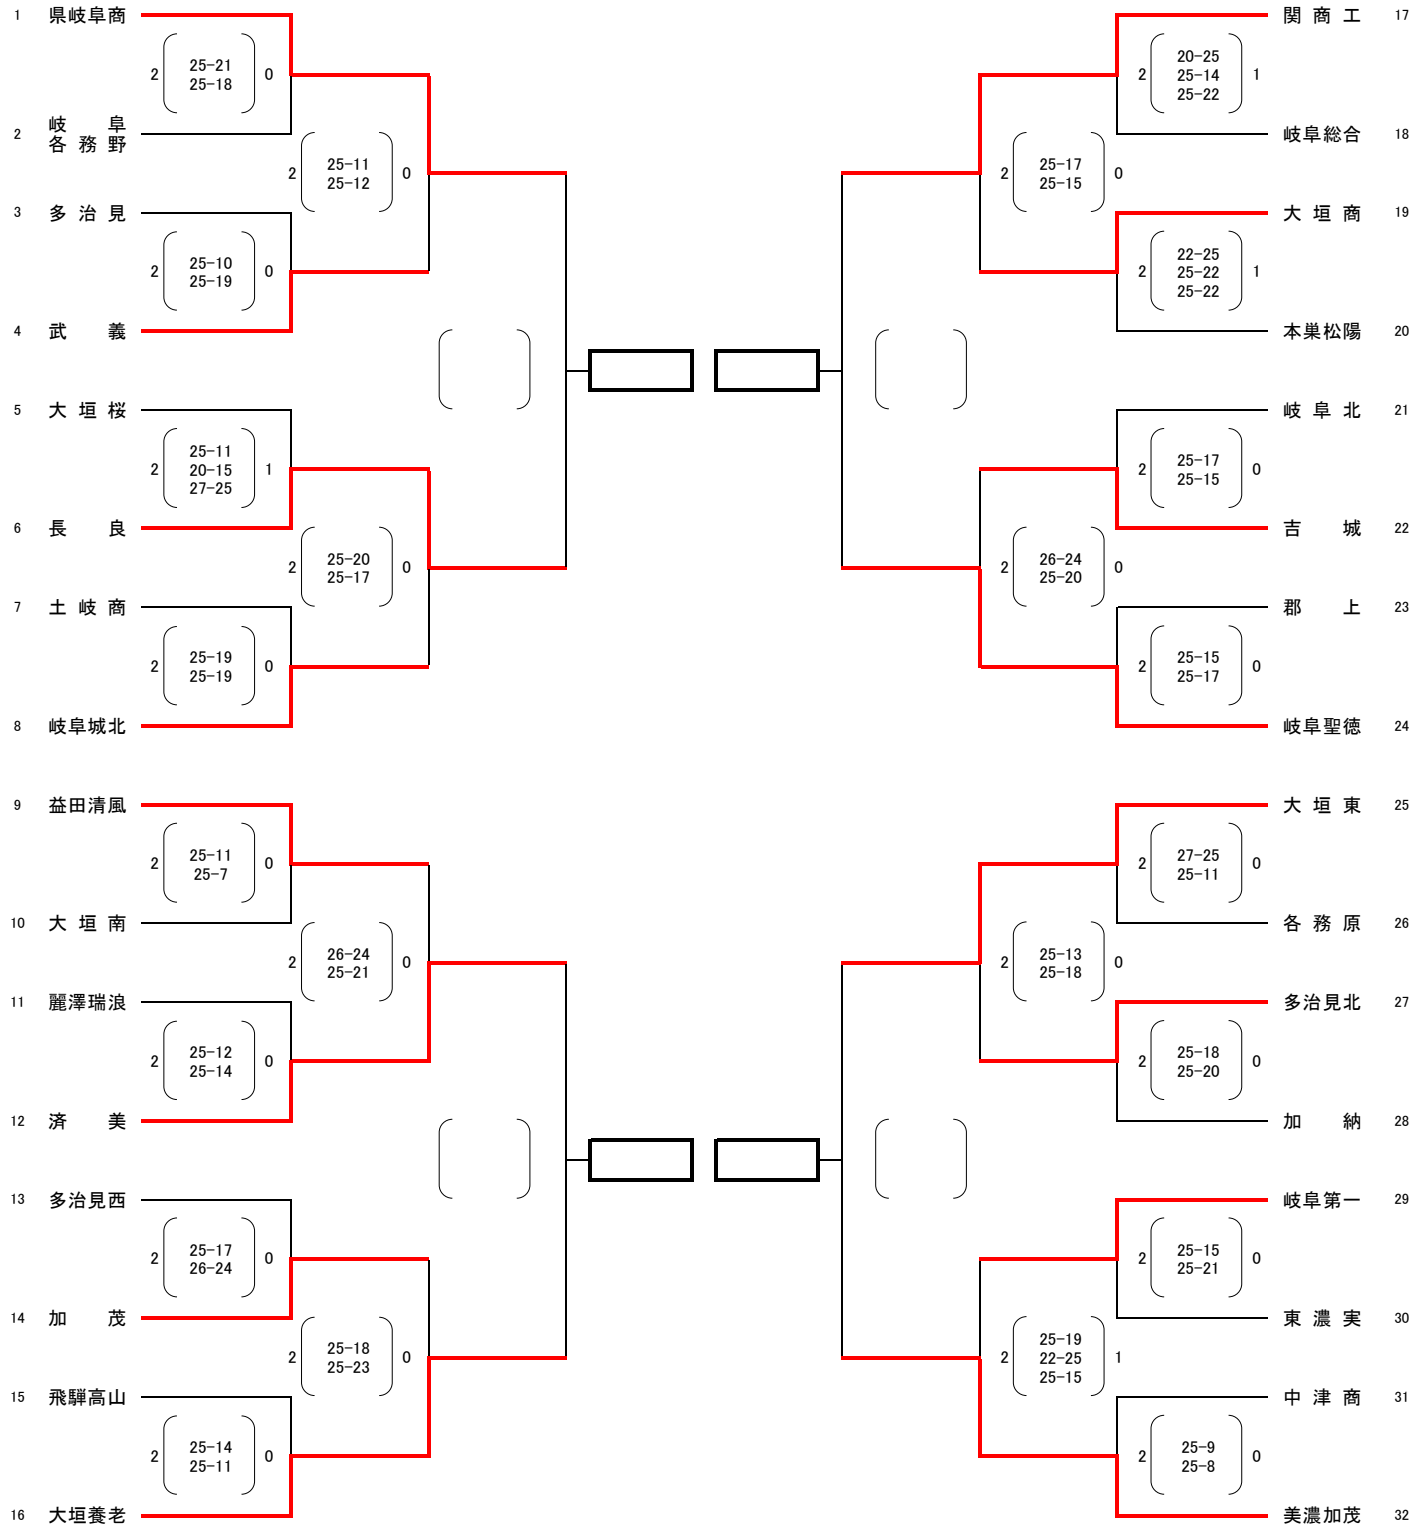 1 県岐阜商
2 25-21 0
25-18
2 岐阜
各務野
2 25-11 0
25-12
3 多治見
2 25-10 0
25-19
4 武義
5 大垣桜
2 25-11 1
20-15
27-25
6 長良
2 25-20 0
25-17
7 土岐商
2 25-19 0
25-19
8 岐阜城北
9 益田清風
2 25-11 0
25-7
10 大垣南
2 26-24 0
25-21
11 麗澤瑞浪
2 25-12 0
25-14
12 済美
13 多治見西
2 25-17 0
26-24
14 加茂
2 25-18 0
25-23
15 飛騨高山
2 25-14 0
25-11
16 大垣養老
関商工 17
2 20-25 1
25-14
25-22
岐阜総合 18
2 25-17 0
25-15
大垣商 19
2 22-25 1
25-22
25-22
本巣松陽 20
岐阜北 21
2 25-17 0
25-15
吉城 22
2 26-24 0
25-20
郡上 23
2 25-15 0
25-17
岐阜聖徳 24
大垣東 25
2 27-25 0
25-11
各務原 26
2 25-13 0
25-18
多治見北 27
2 25-18 0
25-20
加納 28
岐阜第一 29
2 25-15 0
25-21
東濃実 30
2 25-19 1
22-25
25-15
中津商 31
2 25-9 0
25-8
美濃加茂 32